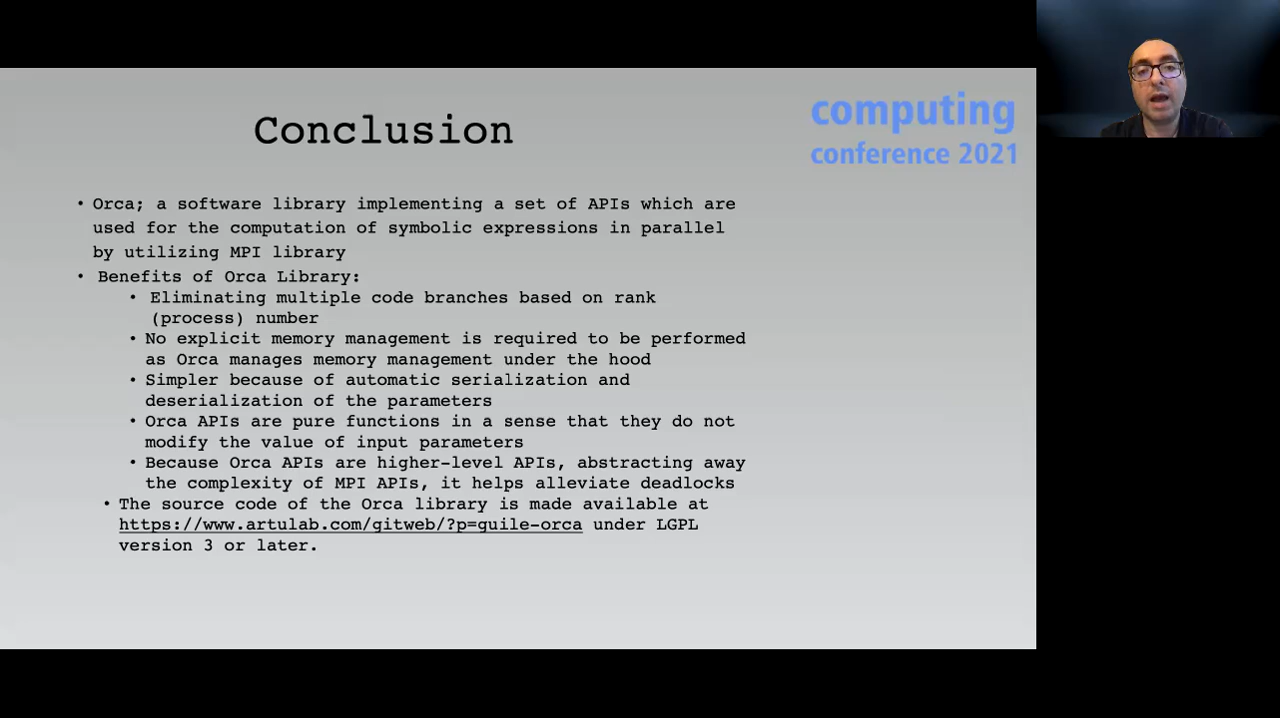 Conclusion
computing
conference 2021
• Orca; a software library implementing a set of APIs which are
used for the computation of symbolic expressions in parallel
by utilizing MPI library
• Benefits of Orca Library:
• Eliminating multiple code branches based on rank
(process) number
• No explicit memory management is required to be performed
as Orca manages memory management under the hood
• Simpler because of automatic serialization and
deserialization of the parameters
• Orca APIs are pure functions in a sense that they do not
modify the value of input parameters
• Because Orca APIs are higher-level APIs, abstracting away
the complexity of MPI APIs, it helps alleviate deadlocks
• The source code of the Orca library is made available at
https://www.artulab.com/gitweb/?p=guile-orca under LGPL
version 3 or later.